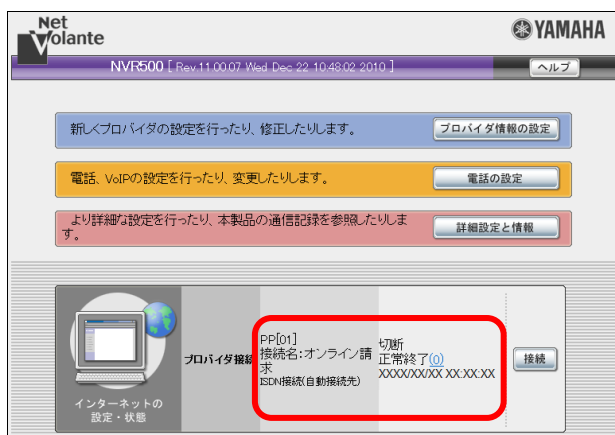 Net
Volante
YAMAHA
NVR500 [ Rev.11.00.07 Wed Dec 22 10:48:02 2010 ]
ヘルプ
新しくプロバイダの設定を行ったり、修正したりします。
プロバイダ情報の設定
電話、VoIPの設定を行ったり、変更したりします。
電話の設定
より詳細な設定を行ったり、本製品の通信記録を参照したりしま
す。
詳細設定と情報
インターネットの
設定・状態
プロバイダ接続
PP[01]
接続名:オンライン請
求
ISDN接続(自動接続先)
切断
正常終了(0)
XXXX/XX/XX XX:XX:XX
接続